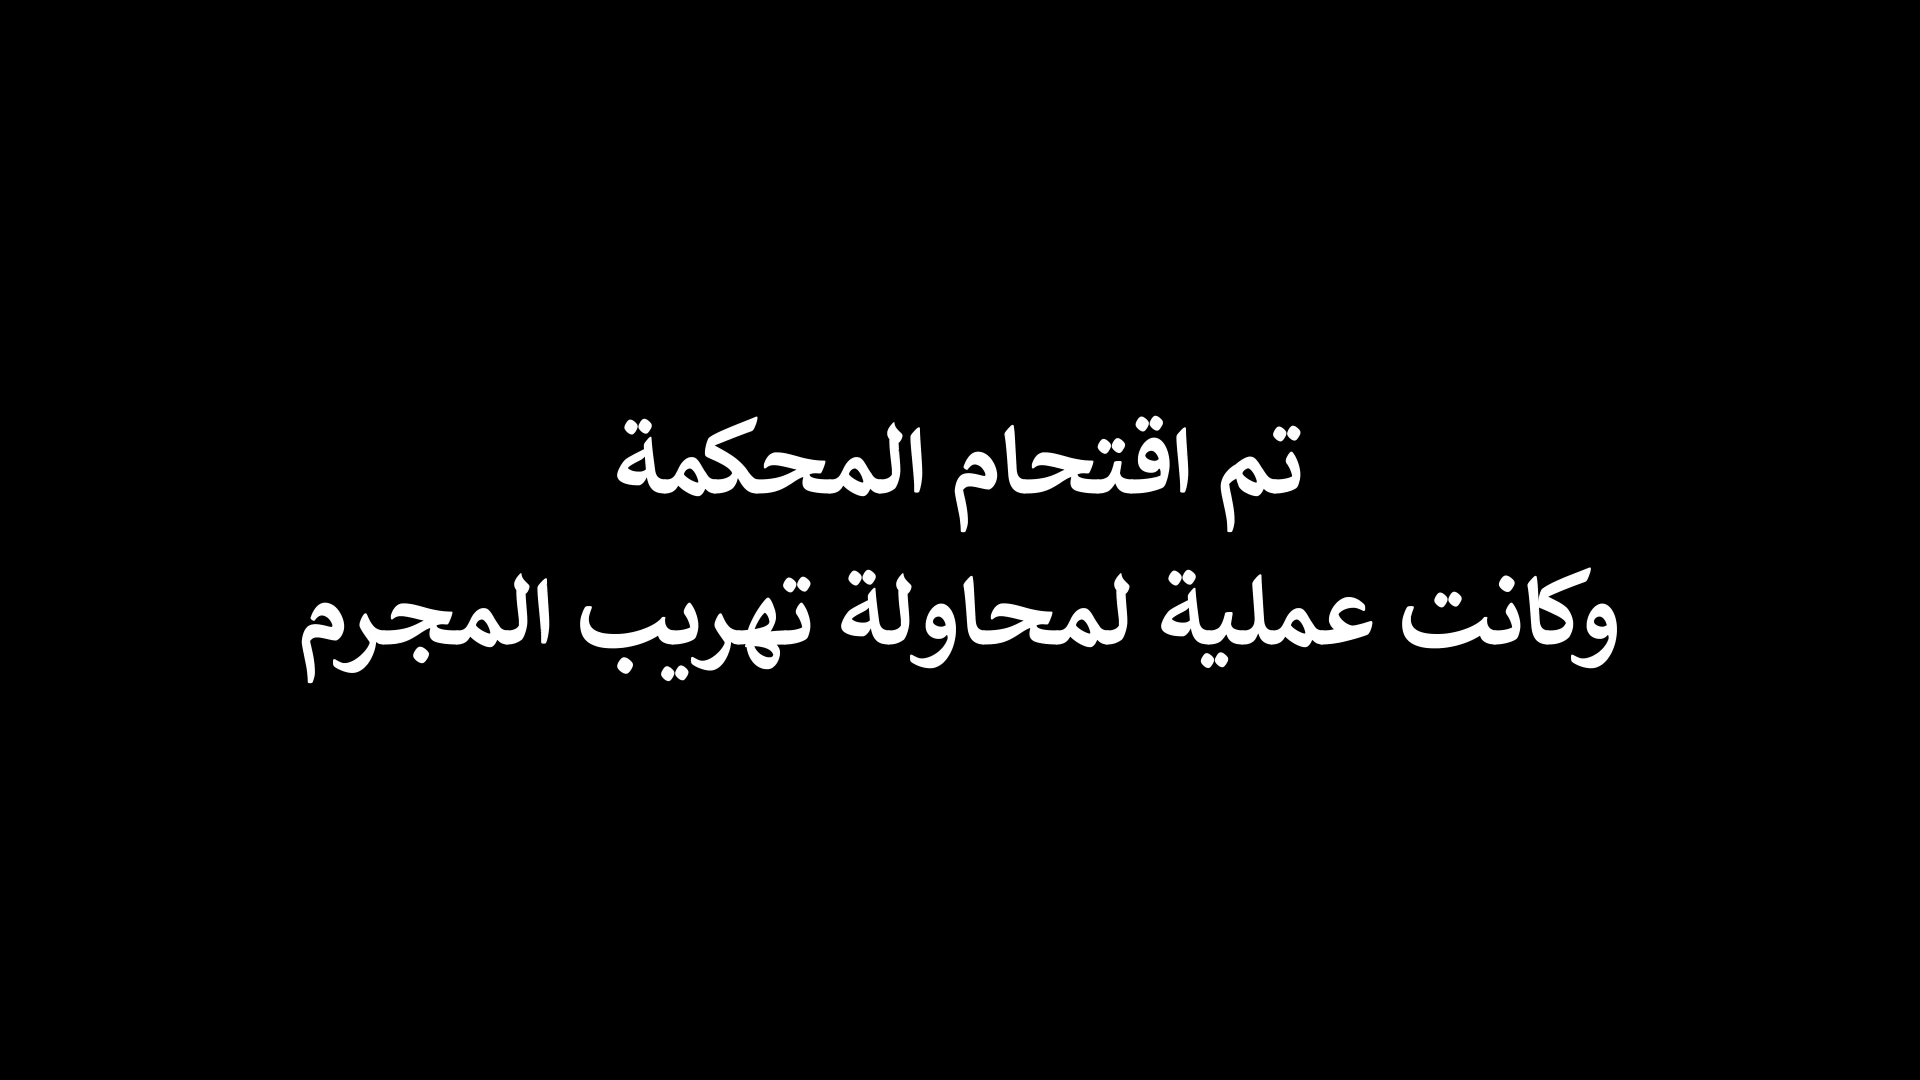 تم اقتحام المحكمة
وكانت عملية لمحاولة تهريب المجرم